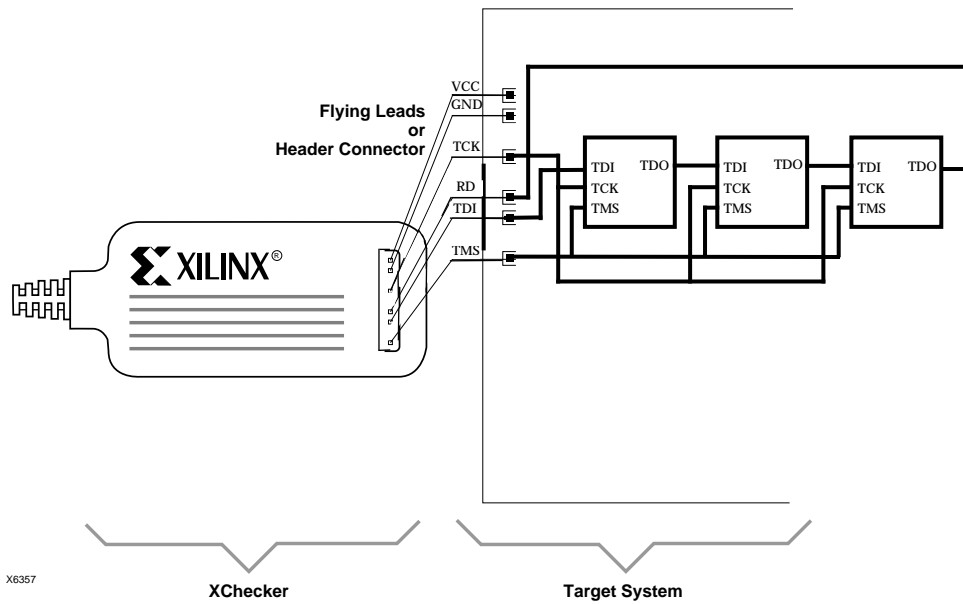 VCC
GND
Flying Leads
or
Header Connector
TCK
RD
TDI
TMS
XILINX®
TDI
TCK
TMS
TDO
TDI
TCK
TMS
TDO
TDI
TCK
TMS
TDO
X6357
XChecker
Target System